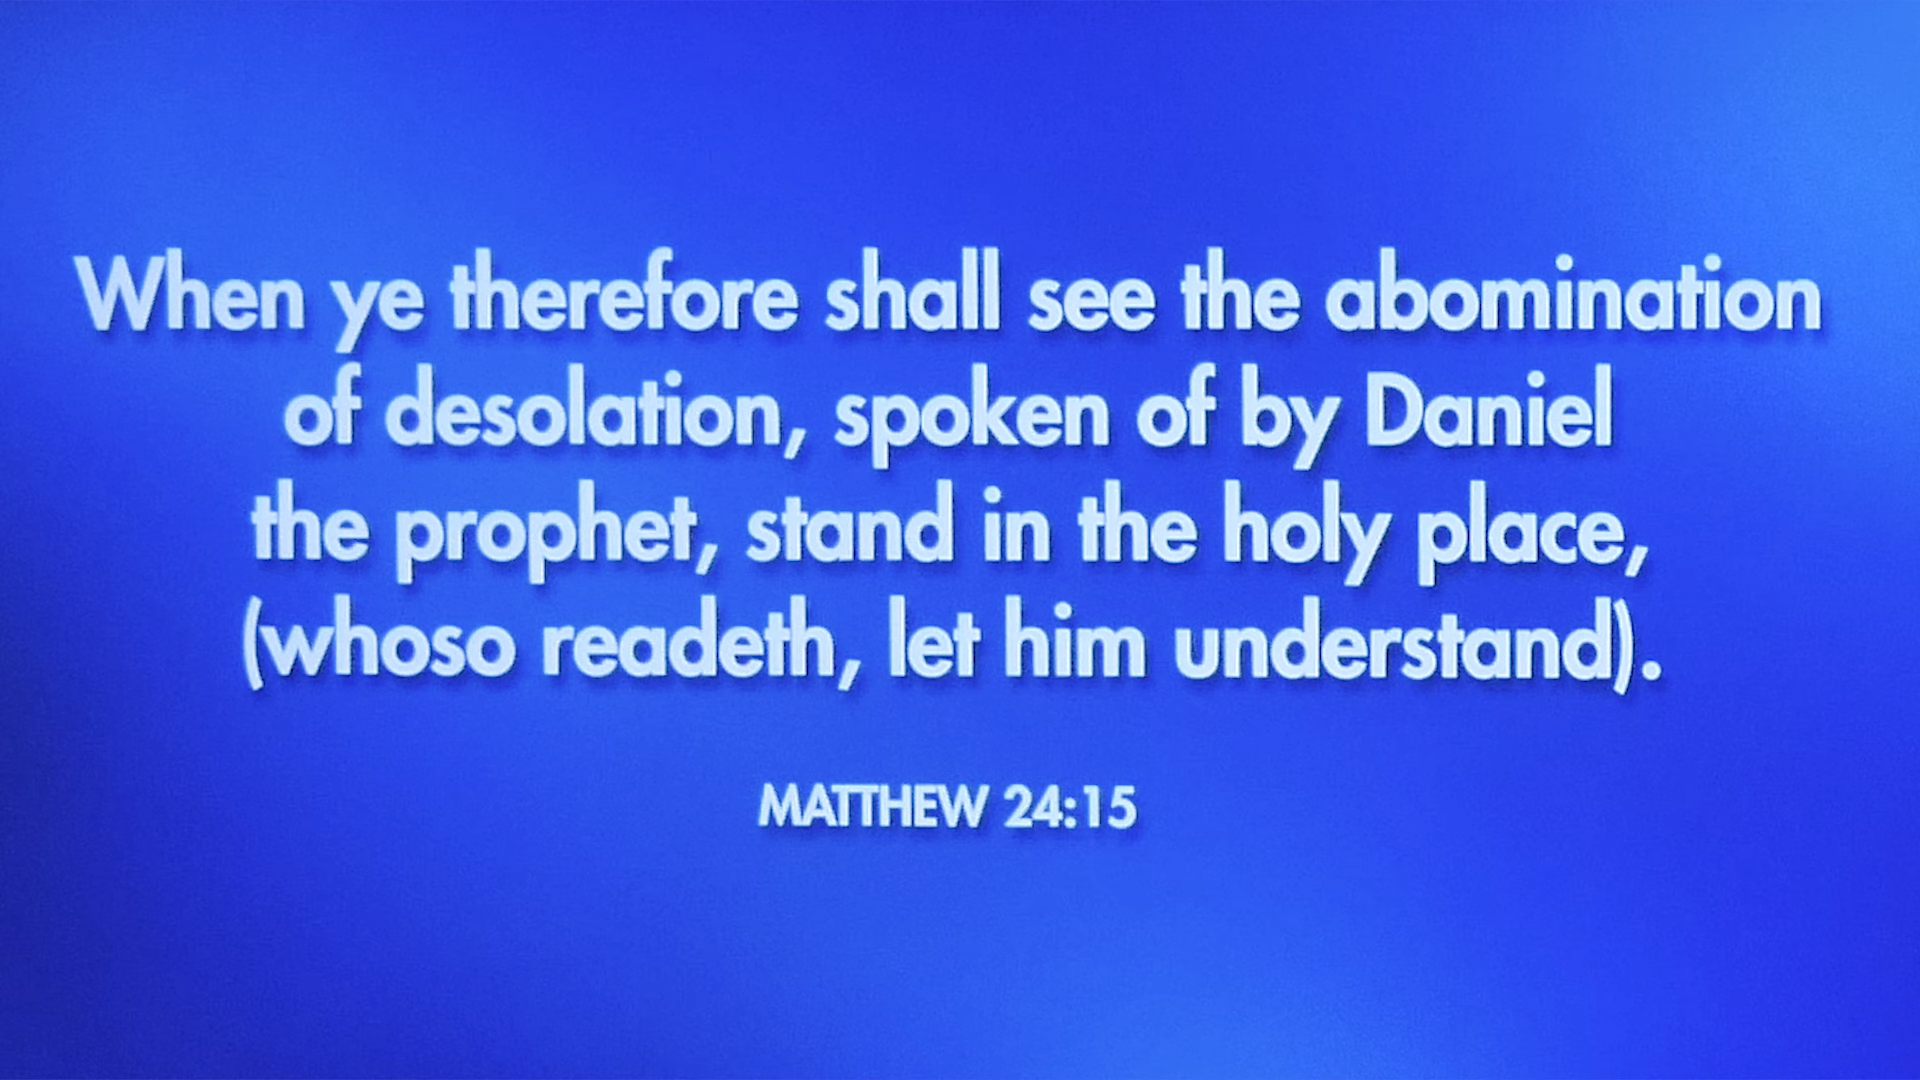 When ye therefore shall see the abomination
of desolation, spoken of by Daniel
the prophet, stand in the holy place,
(whoso readeth, let him understand).
MATTHEW 24:15